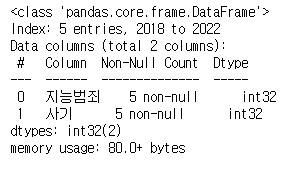 <class 'pandas.core.frame.DataFrame'>
Index: 5 entries, 2018 to 2022
Data columns (total 2 columns):
 #   Column  Non-Null Count  Dtype
---  ------  --------------  -----
 0   지능범죄    5 non-null      int32
 1   사기      5 non-null      int32
dtypes: int32(2)
memory usage: 80.0+ bytes